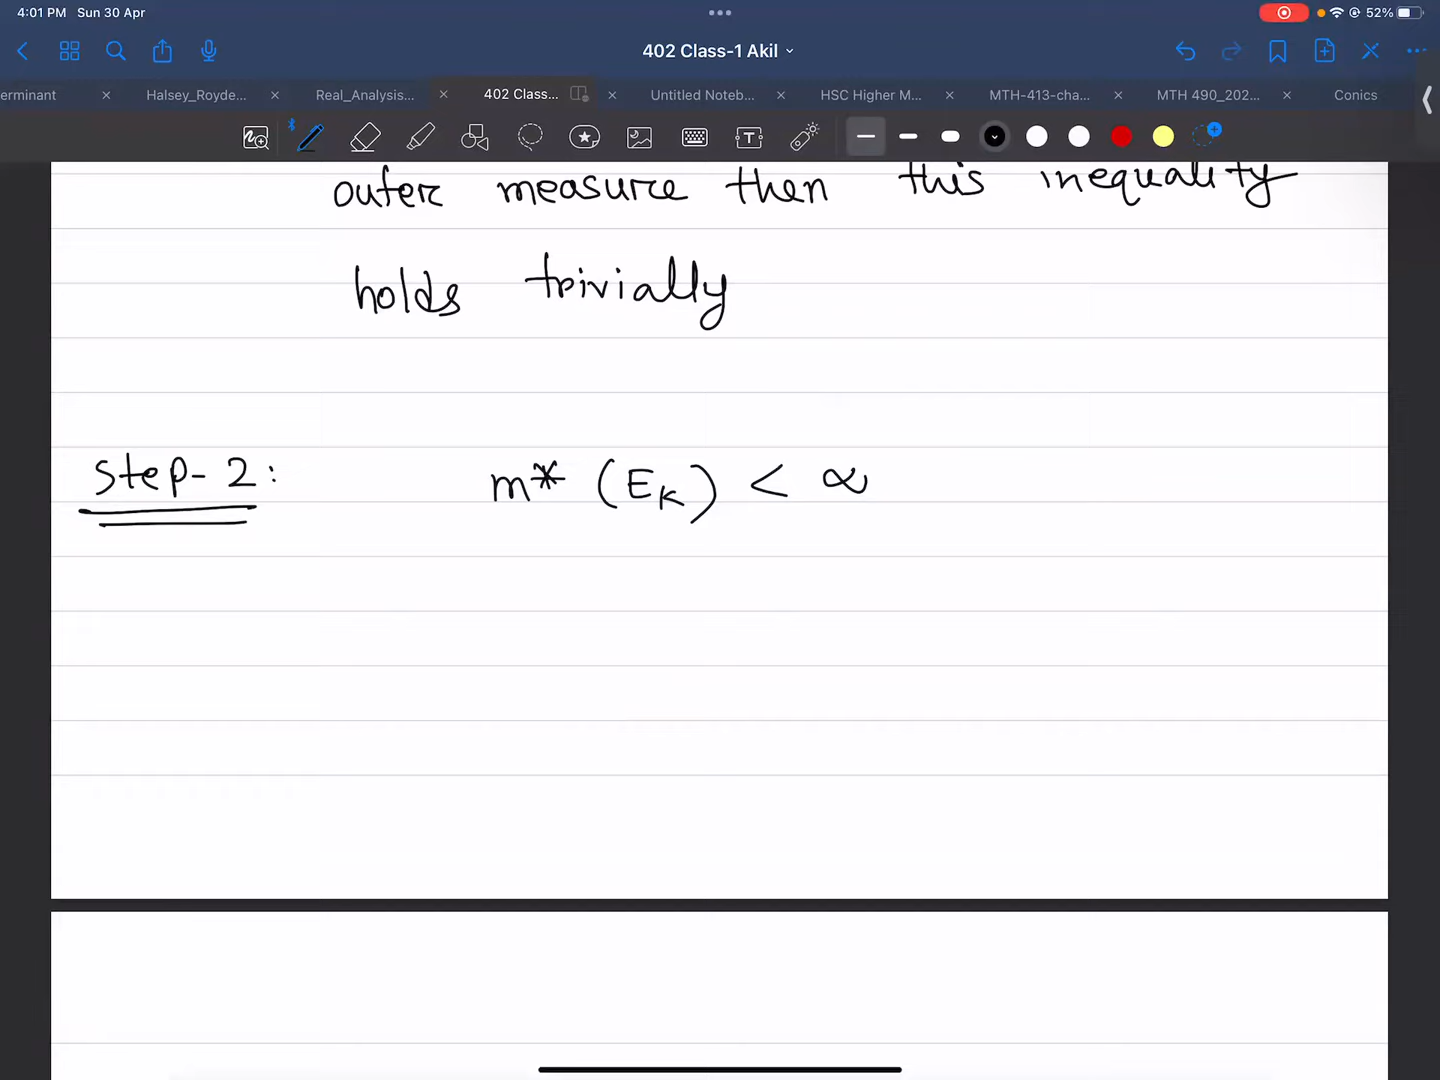 4:01 PM Sun 30 Apr
52%
402 Class-1 Akil
erminant
Halsey_Royde...
Real_Analysis...
402 Class...
Untitled Noteb...
HSC Higher M...
MTH-413-cha...
MTH 490_202...
Conics
outer measure then this inequality
holds trivially
Step-2: m* (E_K) < ∞